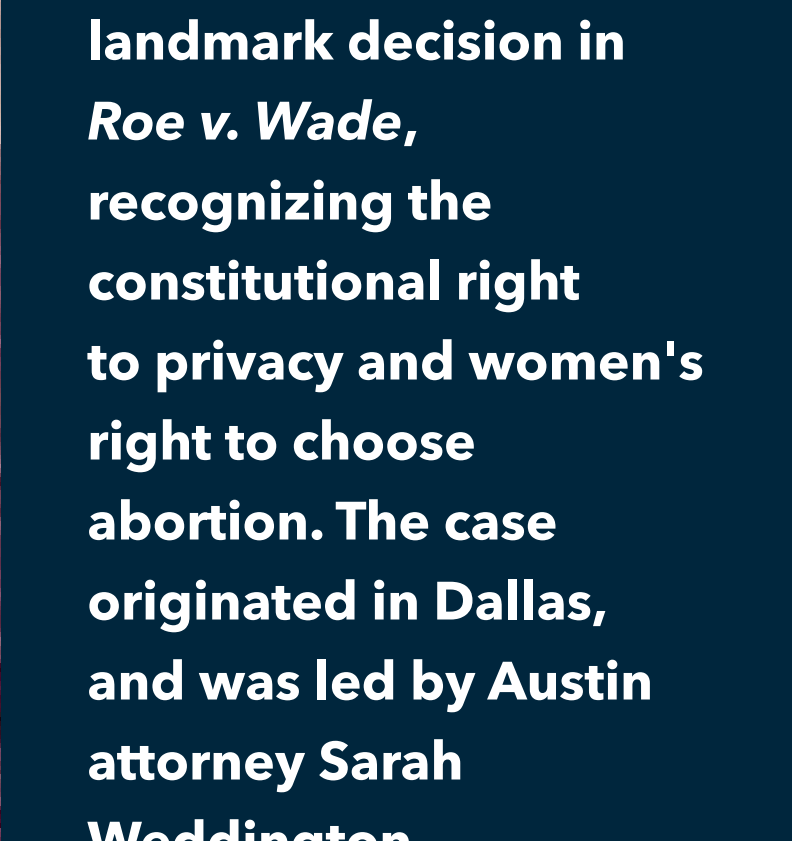 landmark decision in
Roe v. Wade,
recognizing the
constitutional right
to privacy and women's
right to choose
abortion. The case
originated in Dallas,
and was led by Austin
attorney Sarah
Weddington